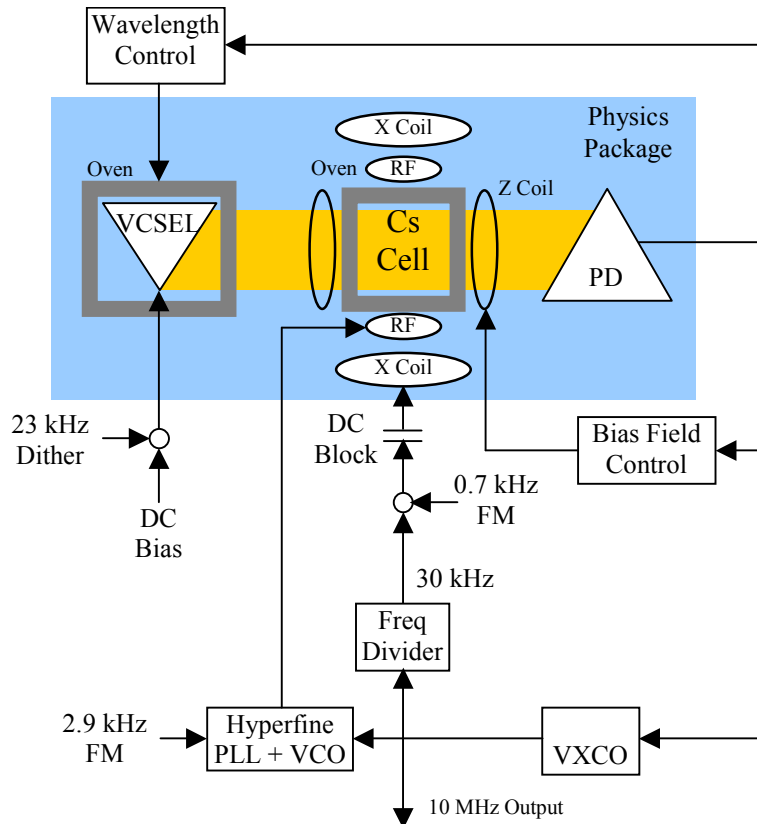 Wavelength
Control
X Coil
Physics
Package
Oven
Oven
RF
Z Coil
VCSEL
Cs
Cell
PD
RF
X Coil
23 kHz
Dither
DC
Block
Bias Field
Control
DC
Bias
0.7 kHz
FM
30 kHz
Freq
Divider
2.9 kHz
FM
Hyperfine
PLL + VCO
VXCO
10 MHz Output